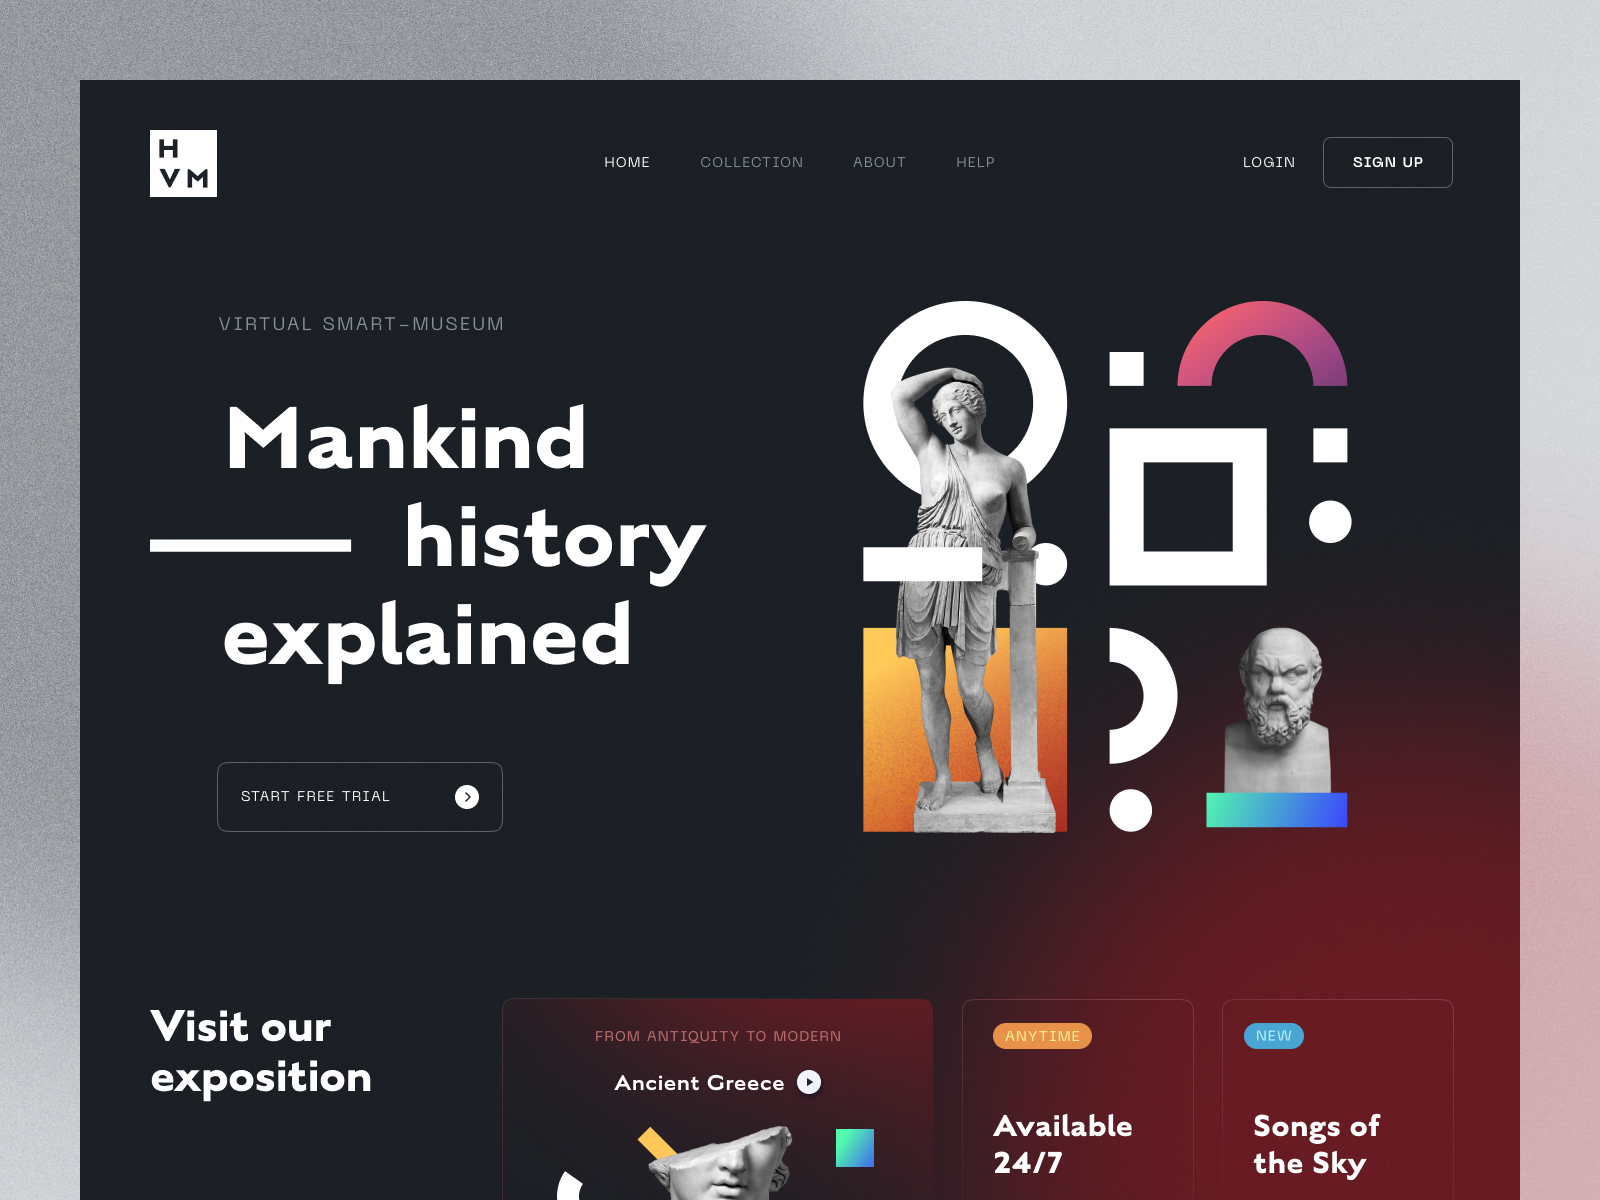 H
VM
HOME COLLECTION ABOUT HELP LOGIN SIGN UP
VIRTUAL SMART-MUSEUM
Mankind
history
explained
START FREE TRIAL
Visit our
exposition
FROM ANTIQUITY TO MODERN
Ancient Greece
ANYTIME
Available
24/7
NEW
Songs of
the Sky